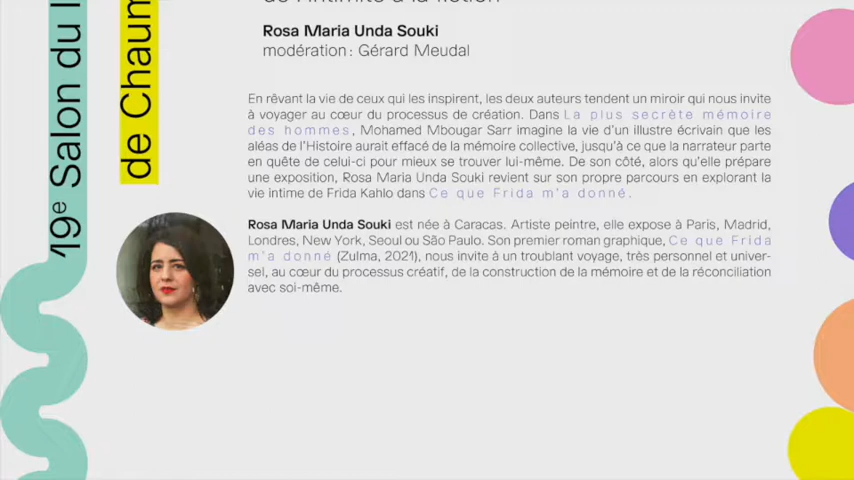 de l'intimité à la fiction
Rosa Maria Unda Souki
modération : Gérard Meudal
En rêvant la vie de ceux qui les inspirent, les deux auteurs tendent un miroir qui nous invite
à voyager au cœur du processus de création. Dans La plus secrète mémoire
des hommes, Mohamed Mbougar Sarr imagine la vie d'un illustre écrivain que les
aléas de l'Histoire aurait effacé de la mémoire collective, jusqu'à ce que la narrateur parte
en quête de celui-ci pour mieux se trouver lui-même. De son côté, alors qu'elle prépare
une exposition, Rosa Maria Unda Souki revient sur son propre parcours en explorant la
vie intime de Frida Kahlo dans Ce que Frida m'a donné.
Rosa Maria Unda Souki est née à Caracas. Artiste peintre, elle expose à Paris, Madrid,
Londres, New York, Seoul ou São Paulo. Son premier roman graphique, Ce que Frida
m'a donné (Zulma, 2021), nous invite à un troublant voyage, très personnel et univer-
sel, au cœur du processus créatif, de la construction de la mémoire et de la réconciliation
avec soi-même.
19e Salon du l
de Chaum